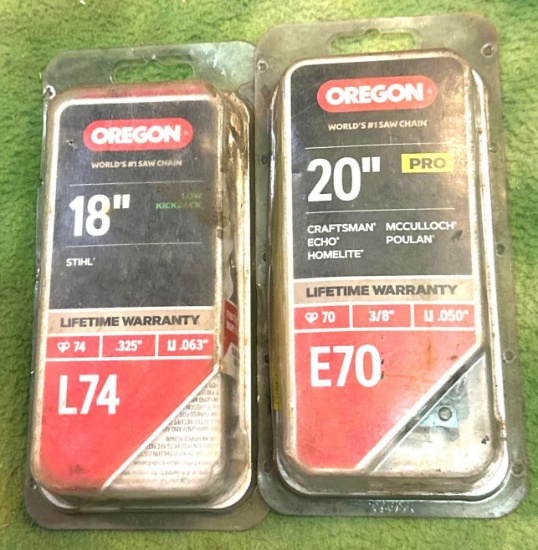 OREGON
WORLD'S #1 SAW CHAIN
18"
LOW
KICKBACK
STIHL
LIFETIME WARRANTY
74 .325" .063"
L74
OREGON
WORLD'S #1 SAW CHAIN
20" PRO
CRAFTSMAN® MCCULLOCH®
ECHO® POULAN®
HOMELITE®
LIFETIME WARRANTY
70 3/8" .050"
E70